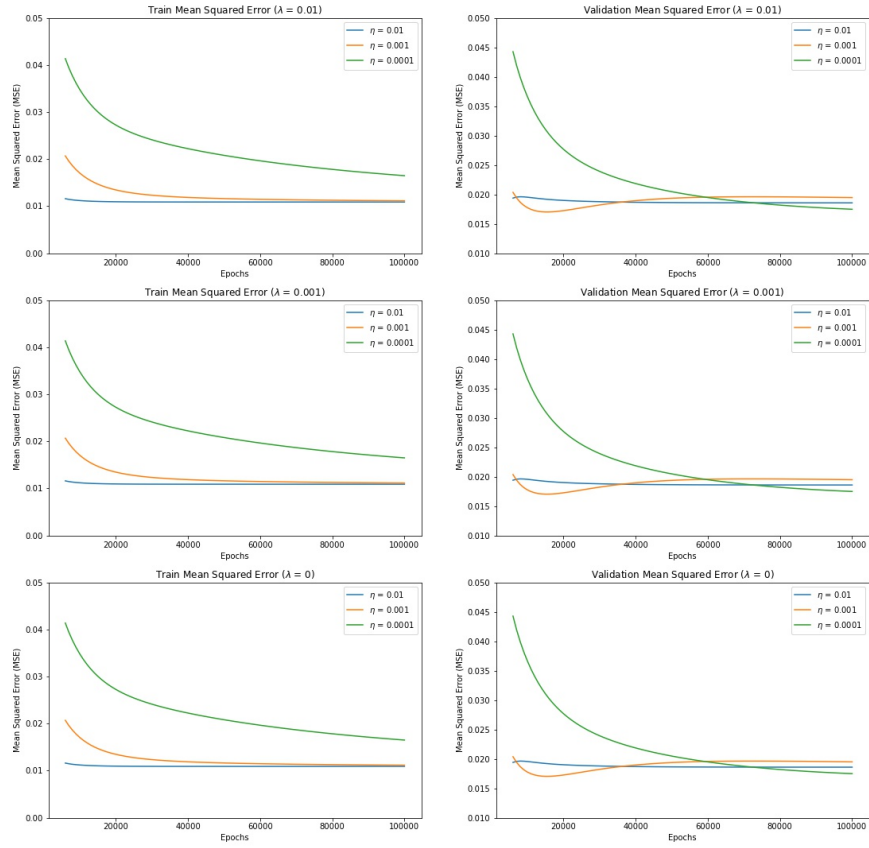 Train Mean Squared Error (λ = 0.01)
0.05
0.04
0.03
0.02
0.01
0.00
Mean Squared Error (MSE)
η = 0.01
η = 0.001
η = 0.0001
20000 40000 60000 80000 100000
Epochs
Validation Mean Squared Error (λ = 0.01)
0.050
0.045
0.040
0.035
0.030
0.025
0.020
0.015
0.010
Mean Squared Error (MSE)
η = 0.01
η = 0.001
η = 0.0001
20000 40000 60000 80000 100000
Epochs
Train Mean Squared Error (λ = 0.001)
0.05
0.04
0.03
0.02
0.01
0.00
Mean Squared Error (MSE)
η = 0.01
η = 0.001
η = 0.0001
20000 40000 60000 80000 100000
Epochs
Validation Mean Squared Error (λ = 0.001)
0.050
0.045
0.040
0.035
0.030
0.025
0.020
0.015
0.010
Mean Squared Error (MSE)
η = 0.01
η = 0.001
η = 0.0001
20000 40000 60000 80000 100000
Epochs
Train Mean Squared Error (λ = 0)
0.05
0.04
0.03
0.02
0.01
0.00
Mean Squared Error (MSE)
η = 0.01
η = 0.001
η = 0.0001
20000 40000 60000 80000 100000
Epochs
Validation Mean Squared Error (λ = 0)
0.050
0.045
0.040
0.035
0.030
0.025
0.020
0.015
0.010
Mean Squared Error (MSE)
η = 0.01
η = 0.001
η = 0.0001
20000 40000 60000 80000 100000
Epochs